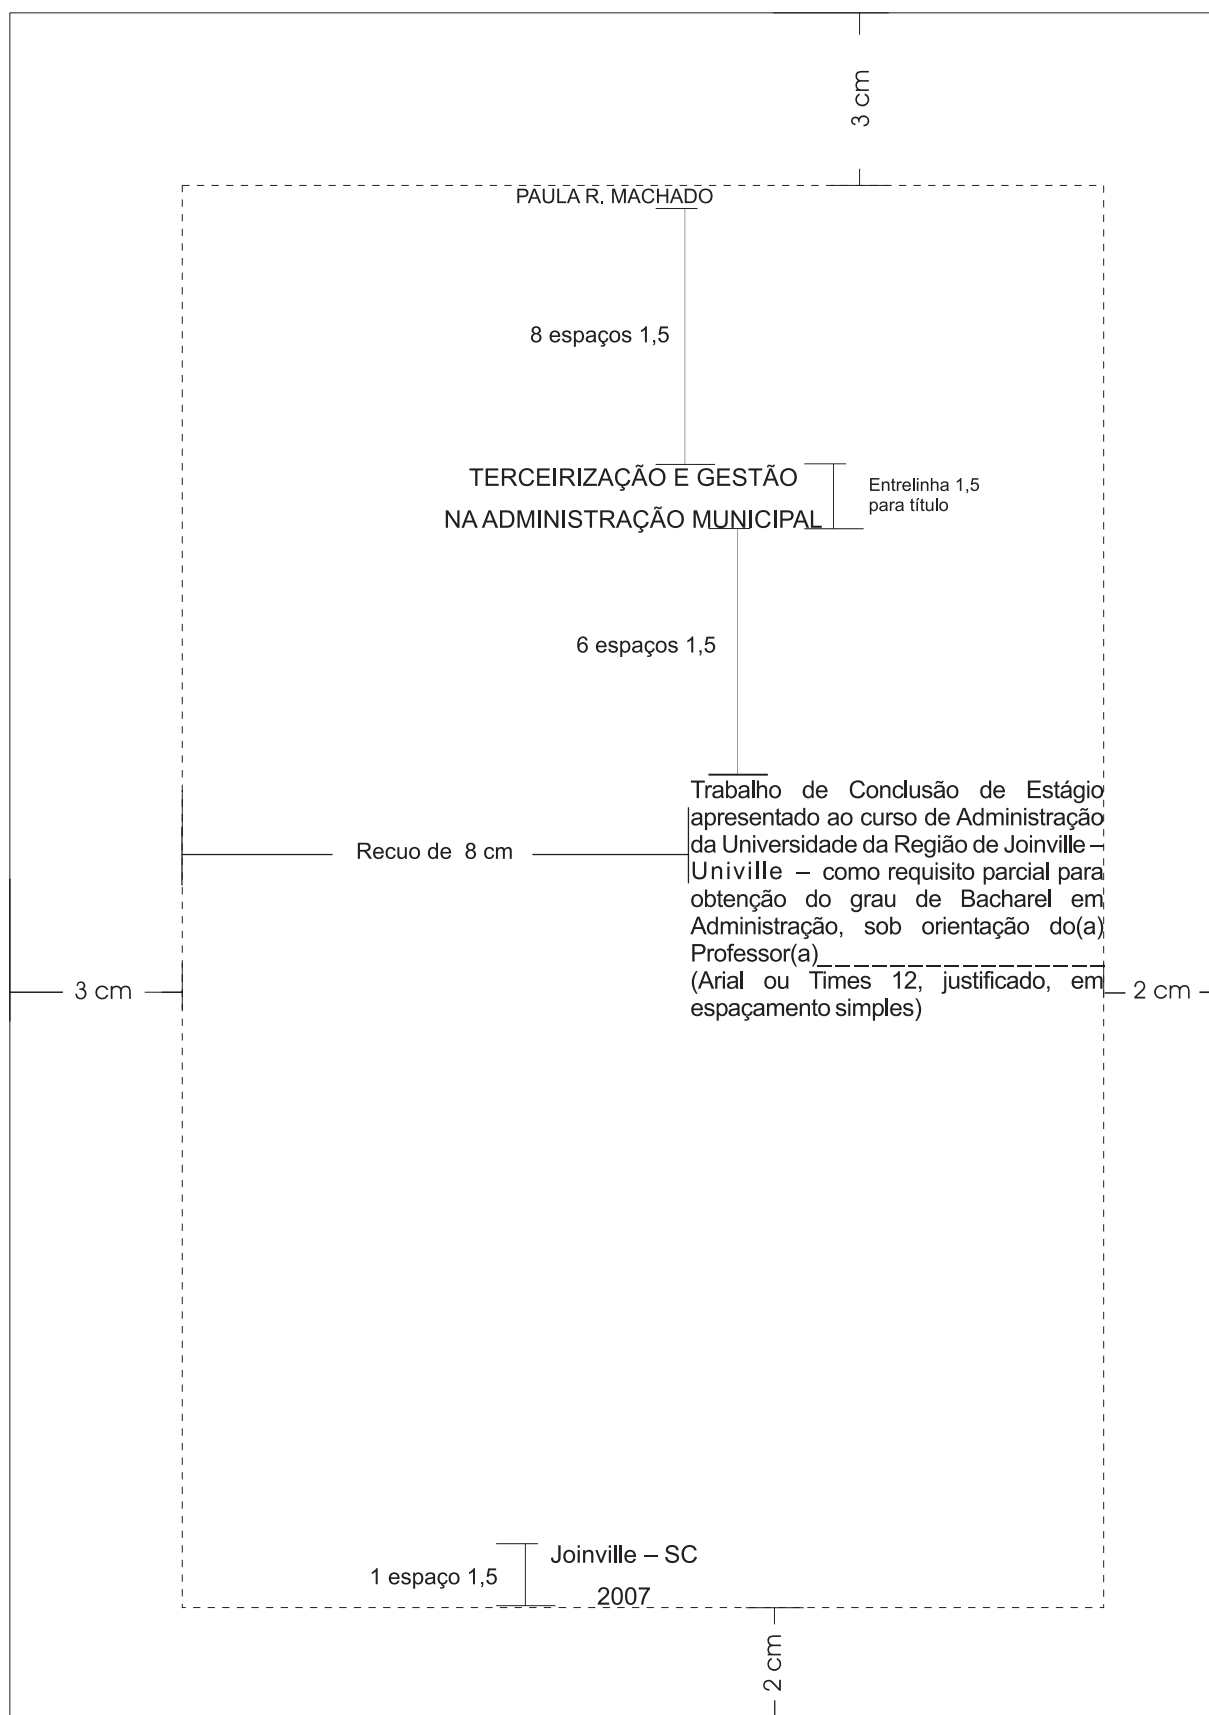 3 cm
PAULA R. MACHADO
8 espaços 1,5
TERCEIRIZAÇÃO E GESTÃO
NA ADMINISTRAÇÃO MUNICIPAL
Entrelinha 1,5
para título
6 espaços 1,5
Trabalho de Conclusão de Estágio
apresentado ao curso de Administração
da Universidade da Região de Joinville –
Univille – como requisito parcial para
obtenção do grau de Bacharel em
Administração, sob orientação do(a)
Professor(a)________________
(Arial ou Times 12, justificado, em
espaçamento simples)
Recuo de 8 cm
3 cm
2 cm
Joinville – SC
1 espaço 1,5
2007
2 cm